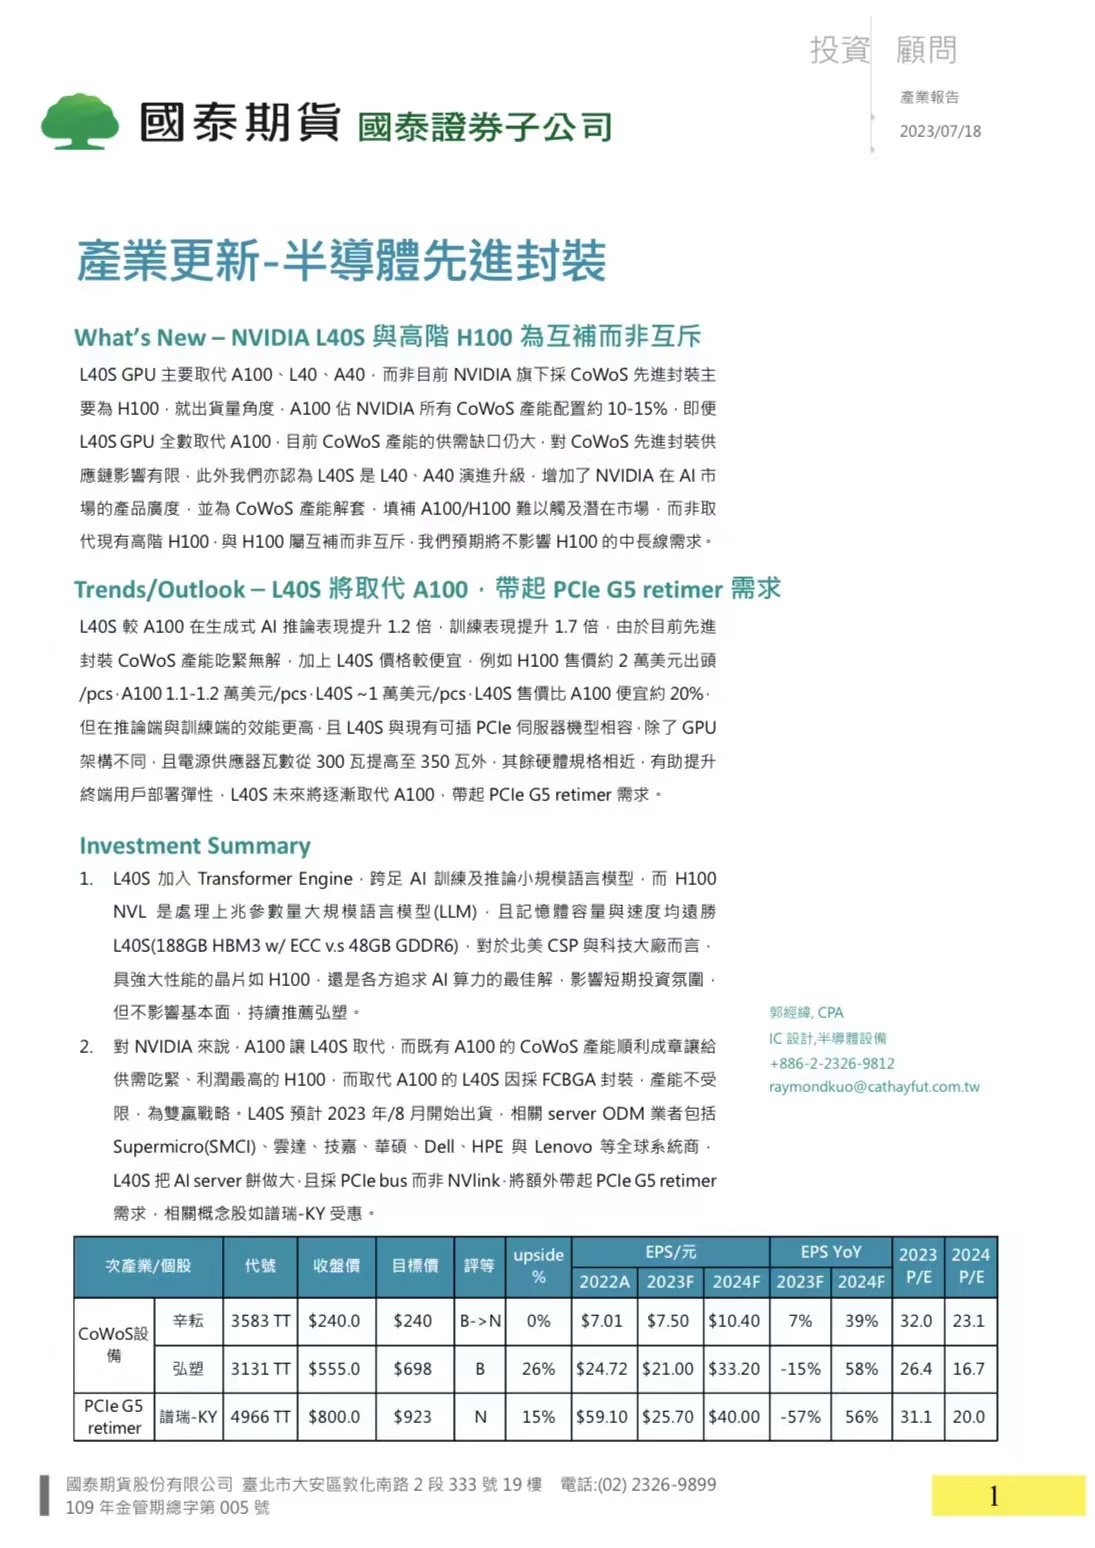 投資 顧問
產業報告
2023/07/18
國泰期貨 國泰證券子公司
產業更新-半導體先進封裝
What's New – NVIDIA L40S 與高階 H100 為互補而非互斥
L40S GPU 主要取代 A100、L40、A40，而非目前 NVIDIA 旗下採 CoWoS 先進封裝主
要為 H100，就出貨量角度，A100 佔 NVIDIA 所有 CoWoS 產能配置約 10-15%，即便
L40S GPU 全數取代 A100，目前 CoWoS 產能的供需缺口仍大，對 CoWoS 先進封裝供
應鏈影響有限，此外我們亦認為 L40S 是 L40、A40 演進升級，增加了 NVIDIA 在 AI 市
場的產品廣度，並為 CoWoS 產能解套，填補 A100/H100 難以觸及潛在市場，而非取
代現有高階 H100，與 H100 屬互補而非互斥，我們預期將不影響 H100 的中長線需求。
Trends/Outlook – L40S 將取代 A100，帶起 PCIe G5 retimer 需求
L40S 較 A100 在生成式 AI 推論表現提升 1.2 倍，訓練表現提升 1.7 倍，由於目前先進
封裝 CoWoS 產能吃緊無解，加上 L40S 價格較便宜，例如 H100 售價約 2 萬美元出頭
/pcs，A100 1.1-1.2 萬美元/pcs，L40S ~1 萬美元/pcs，L40S 售價比 A100 便宜約 20%，
但在推論端與訓練端的效能更高，且 L40S 與現有可插 PCIe 伺服器機型相容，除了 GPU
架構不同，且電源供應器瓦數從 300 瓦提高至 350 瓦外，其餘硬體規格相近，有助提升
終端用戶部署彈性，L40S 未來將逐漸取代 A100，帶起 PCIe G5 retimer 需求。
Investment Summary
1. L40S 加入 Transformer Engine，跨足 AI 訓練及推論小規模語言模型，而 H100
NVL 是處理上兆參數量大規模語言模型(LLM)，且記憶體容量與速度均遠勝
L40S(188GB HBM3 w/ ECC v.s 48GB GDDR6)，對於北美 CSP 與科技大廠而言，
具強大性能的晶片如 H100，還是各方追求 AI 算力的最佳解，影響短期投資氛圍，
但不影響基本面，持續推薦弘塑。
2. 對 NVIDIA 來說，A100 讓 L40S 取代，而既有 A100 的 CoWoS 產能順利成章讓給
供需吃緊、利潤最高的 H100，而取代 A100 的 L40S 因採 FCBGA 封裝，產能不受
限，為雙贏戰略。L40S 預計 2023 年/8 月開始出貨，相關 server ODM 業者包括
Supermicro(SMCI)、雲達、技嘉、華碩、Dell、HPE 與 Lenovo 等全球系統商，
L40S 把 AI server 餅做大，且採 PCIe bus 而非 NVlink，將額外帶起 PCIe G5 retimer
需求，相關概念股如譜瑞-KY 受惠。
郭經緯, CPA
IC 設計,半導體設備
+886-2-2326-9812
raymondkuo@cathayfut.com.tw
次產業/個股 代號 收盤價 目標價 評等 upside % EPS/元 EPS YoY 2023 P/E 2024 P/E
2022A 2023F 2024F 2023F 2024F
CoWoS設備 辛耘 3583 TT $240.0 $240 B->N 0% $7.01 $7.50 $10.40 7% 39% 32.0 23.1
弘塑 3131 TT $555.0 $698 B 26% $24.72 $21.00 $33.20 -15% 58% 26.4 16.7
PCIe G5 retimer 譜瑞-KY 4966 TT $800.0 $923 N 15% $59.10 $25.70 $40.00 -57% 56% 31.1 20.0
國泰期貨股份有限公司 臺北市大安區敦化南路 2 段 333 號 19 樓 電話:(02) 2326-9899
109 年金管期總字第 005 號
1